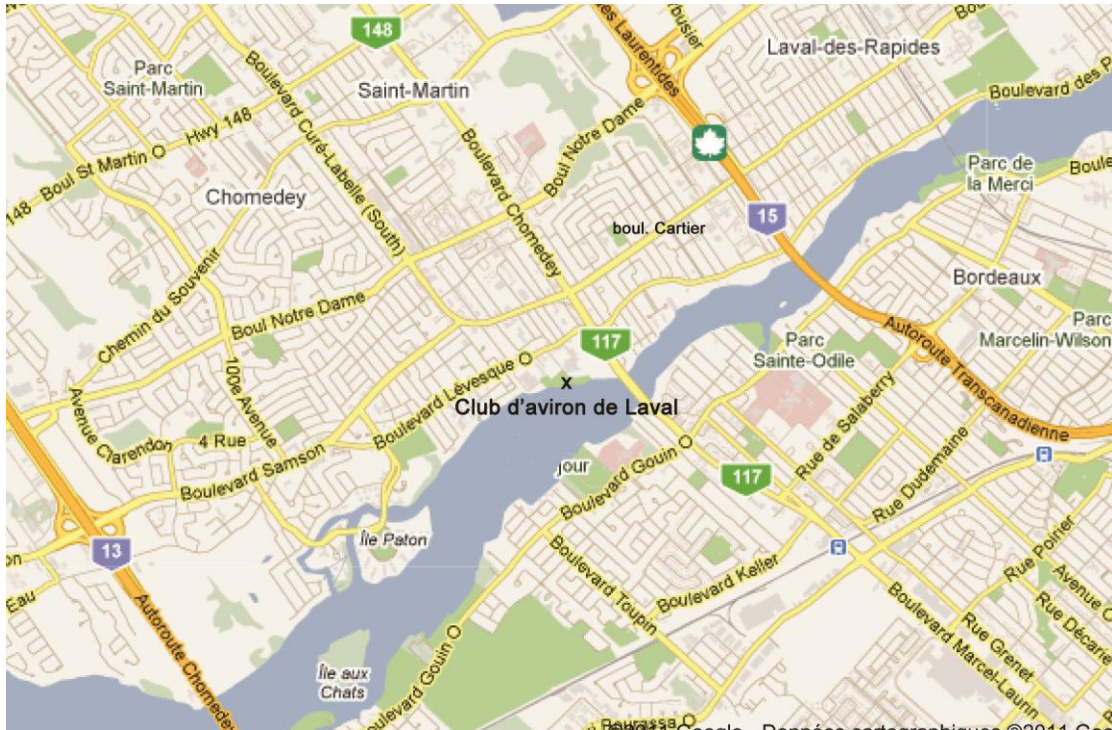 148
Parc
Saint-Martin
Saint-Martin
Boulevard Curé-Labelle (South)
Hwy 148
Boul St Martin O
148
Chomedey
Chemin du Souvenir
Boul Notre Dame
Boul Notre Dame
Boulevard Chomedey
Laurentides
Laval-des-Rapides
Boulevard des
15
boul. Cartier
Parc de
la Merci
Bordeaux
Parc
Marcelin-Wilson
Parc
Sainte-Odile
Autoroute Transcanadienne
117
x
Club d'aviron de Laval
Boulevard Lévesque O
100e Avenue
Avenue Clarendon
4 Rue
Boulevard Samson
jour
Boulevard Gouin O
117
Rue de Salaberry
Rue Dudemaine
13
Autoroute Chomedey
Île Paton
Île aux
Chats
Boulevard Gouin O
Boulevard Toupin
Boulevard Keller
Boulevard Marcel-Laurin
Rue Poirier
Rue Grenet
Rue Décarie
Eau
©2011 Google - Données cartographiques ©2011